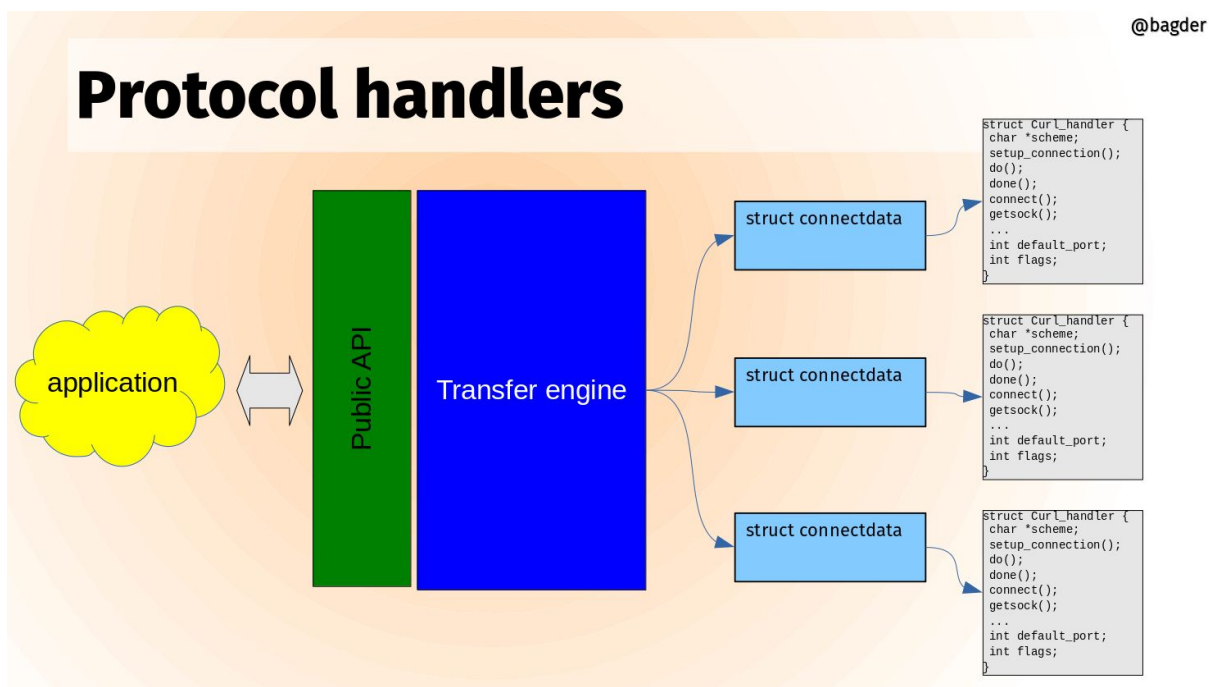 @bagder
Protocol handlers
application
Public API
Transfer engine
struct connectdata
struct Curl_handler {
char *scheme;
setup_connection();
do();
done();
connect();
getsock();
...
int default_port;
int flags;
}
struct connectdata
struct Curl_handler {
char *scheme;
setup_connection();
do();
done();
connect();
getsock();
...
int default_port;
int flags;
}
struct connectdata
struct Curl_handler {
char *scheme;
setup_connection();
do();
done();
connect();
getsock();
...
int default_port;
int flags;
}